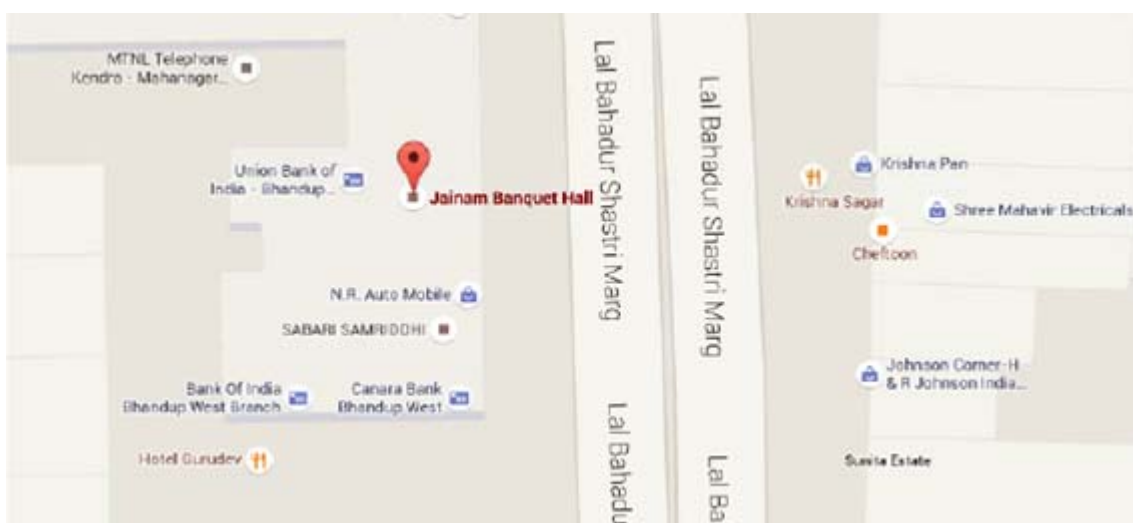 MTNL Telephone
Kendra - Mahanagar...
Union Bank of
India - Bhandup...
Jainam Banquet Hall
N.R. Auto Mobile
SABARI SAMRIDDHI
Bank Of India
Bhandup West Branch
Canara Bank
Bhandup West
Hotel Gurudev
Lal Bahadur Shastri Marg
Lal Bahadu
Lal Bahadur Shastri Marg
Lal Ba
Krishna Pan
Krishna Sagar
Shree Mahavir Electricals
Cheftoon
Johnson Corner-H
& R Johnson India...
Sunita Estate